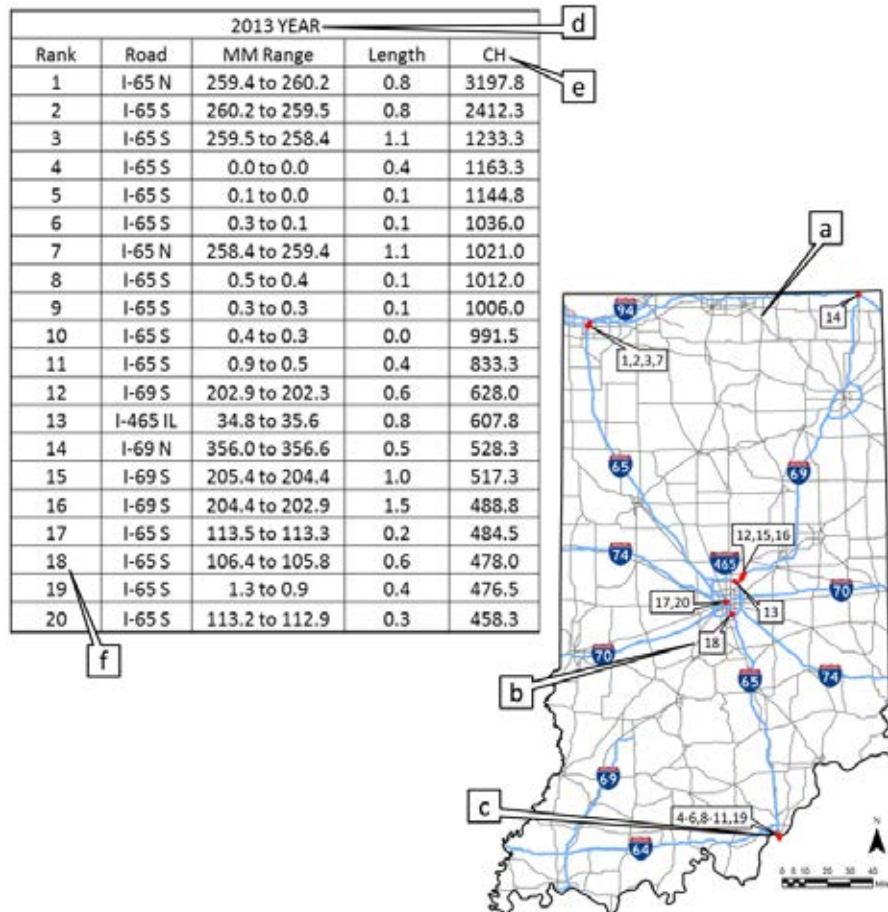 2013 YEAR
d
Rank Road MM Range Length CH
e
1 I-65 N 259.4 to 260.2 0.8 3197.8
2 I-65 S 260.2 to 259.5 0.8 2412.3
3 I-65 S 259.5 to 258.4 1.1 1233.3
4 I-65 S 0.0 to 0.0 0.4 1163.3
5 I-65 S 0.1 to 0.0 0.1 1144.8
6 I-65 S 0.3 to 0.1 0.1 1036.0
7 I-65 N 258.4 to 259.4 1.1 1021.0
8 I-65 S 0.5 to 0.4 0.1 1012.0
9 I-65 S 0.3 to 0.3 0.1 1006.0
10 I-65 S 0.4 to 0.3 0.0 991.5
11 I-65 S 0.9 to 0.5 0.4 833.3
12 I-69 S 202.9 to 202.3 0.6 628.0
13 I-465 IL 34.8 to 35.6 0.8 607.8
14 I-69 N 356.0 to 356.6 0.5 528.3
15 I-69 S 205.4 to 204.4 1.0 517.3
16 I-69 S 204.4 to 202.9 1.5 488.8
17 I-65 S 113.5 to 113.3 0.2 484.5
18 I-65 S 106.4 to 105.8 0.6 478.0
19 I-65 S 1.3 to 0.9 0.4 476.5
20 I-65 S 113.2 to 112.9 0.3 458.3
f
a
94
14
1,2,3,7
65
69
12,15,16
74
465
70
17,20
13
18
70
b
65
74
69
c
4-6,8-11,19
N
64
0 5 10 20 30 40